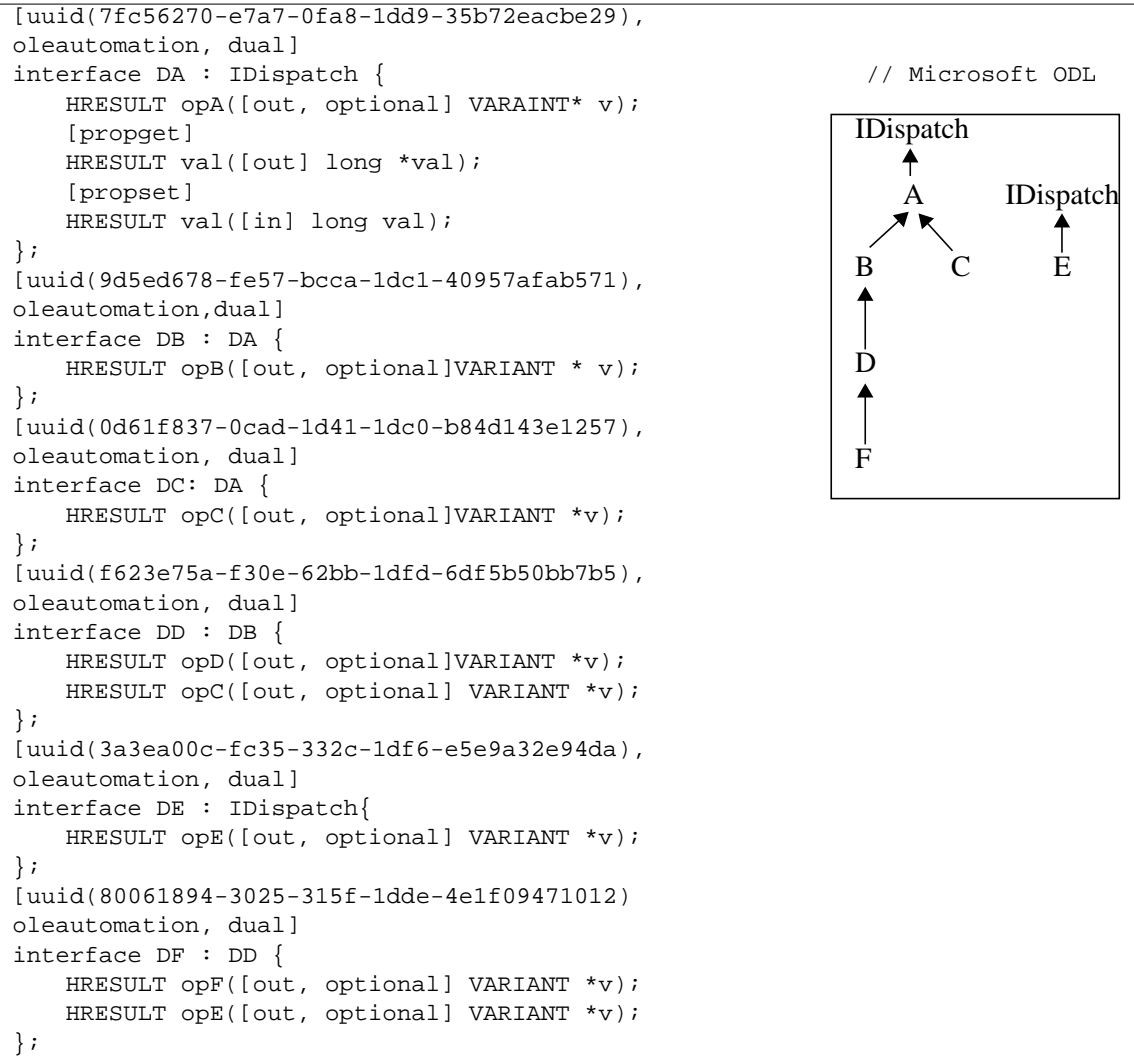 [uuid(7fc56270-e7a7-0fa8-1dd9-35b72eacbe29),
oleautomation, dual]
interface DA : IDispatch { // Microsoft ODL
HRESULT opA([out, optional] VARAINT* v);
[propget]
HRESULT val([out] long *val);
[propset]
HRESULT val([in] long val);
};
[uuid(9d5ed678-fe57-bcca-1dc1-40957afab571),
oleautomation,dual]
interface DB : DA {
HRESULT opB([out, optional]VARIANT * v);
};
[uuid(0d61f837-0cad-1d41-1dc0-b84d143e1257),
oleautomation, dual]
interface DC: DA {
HRESULT opC([out, optional]VARIANT *v);
};
[uuid(f623e75a-f30e-62bb-1dfd-6df5b50bb7b5),
oleautomation, dual]
interface DD : DB {
HRESULT opD([out, optional]VARIANT *v);
HRESULT opC([out, optional] VARIANT *v);
};
[uuid(3a3ea00c-fc35-332c-1df6-e5e9a32e94da),
oleautomation, dual]
interface DE : IDispatch{
HRESULT opE([out, optional] VARIANT *v);
};
[uuid(80061894-3025-315f-1dde-4e1f09471012)
oleautomation, dual]
interface DF : DD {
HRESULT opF([out, optional] VARIANT *v);
HRESULT opE([out, optional] VARIANT *v);
};
IDispatch
A IDispatch
B C E
D
F